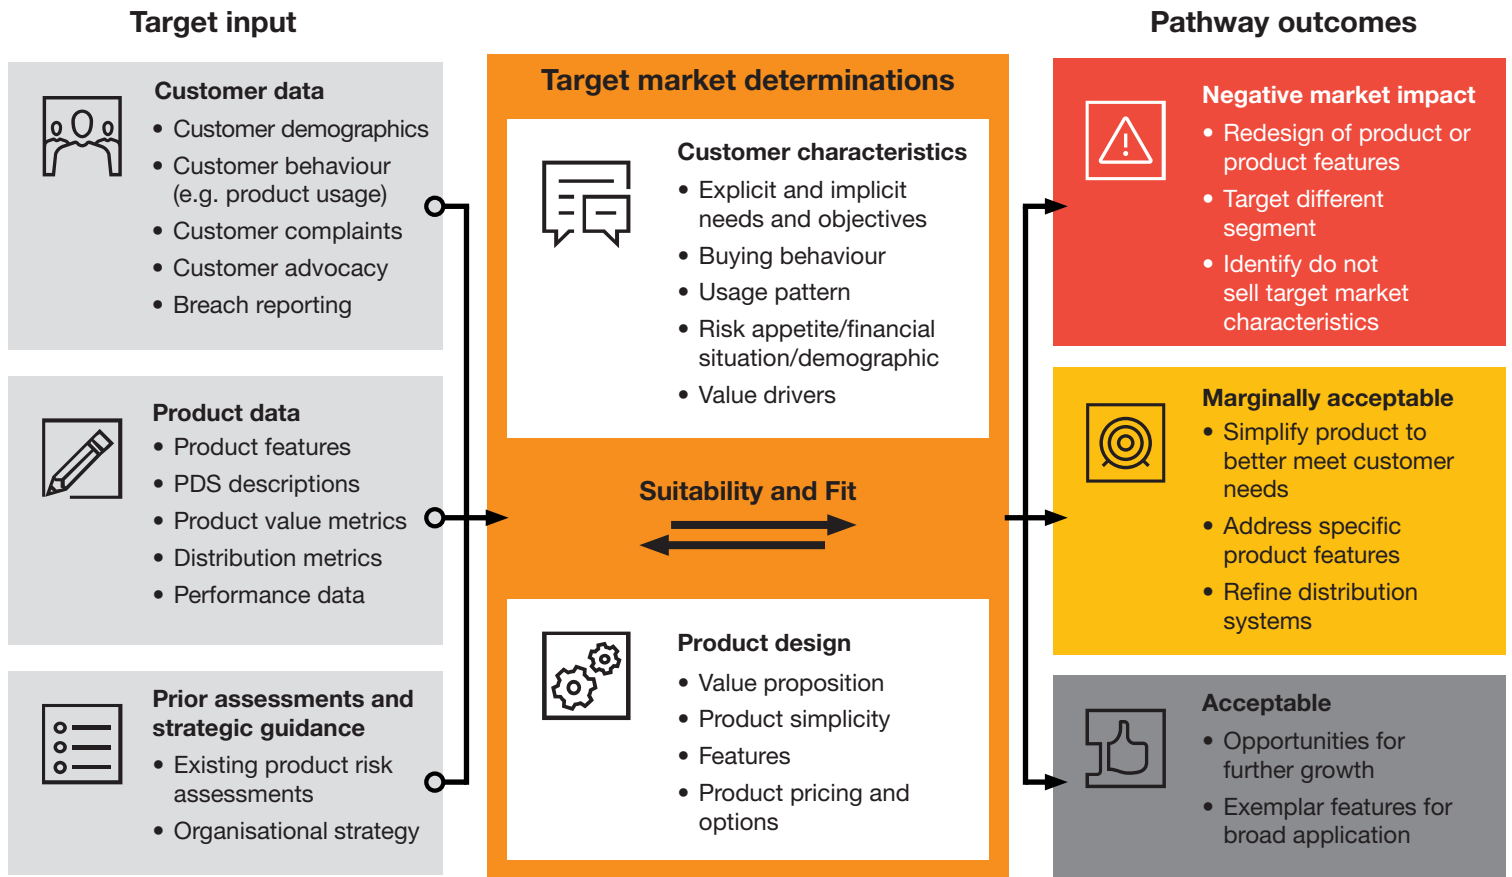 Target input
Customer data
• Customer demographics
• Customer behaviour
(e.g. product usage)
• Customer complaints
• Customer advocacy
• Breach reporting
Product data
• Product features
• PDS descriptions
• Product value metrics
• Distribution metrics
• Performance data
Prior assessments and
strategic guidance
• Existing product risk
assessments
• Organisational strategy
Target market determinations
Customer characteristics
• Explicit and implicit
needs and objectives
• Buying behaviour
• Usage pattern
• Risk appetite/financial
situation/demographic
• Value drivers
Suitability and Fit
Product design
• Value proposition
• Product simplicity
• Features
• Product pricing and
options
Pathway outcomes
Negative market impact
• Redesign of product or
product features
• Target different
segment
• Identify do not
sell target market
characteristics
Marginally acceptable
• Simplify product to
better meet customer
needs
• Address specific
product features
• Refine distribution
systems
Acceptable
• Opportunities for
further growth
• Exemplar features for
broad application